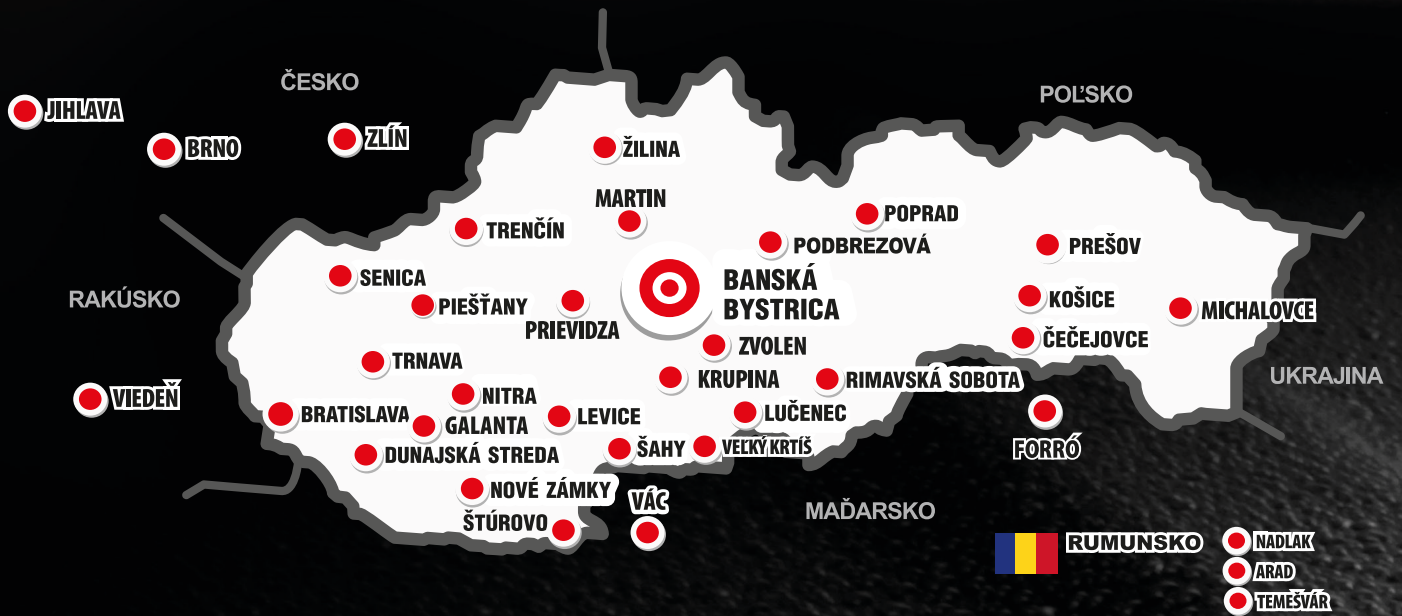 ČESKO
POĽSKO
JIHLAVA
BRNO
ZLÍN
ŽILINA
MARTIN
POPRAD
TRENČÍN
PODBREZOVÁ
PREŠOV
SENICA
BANSKÁ
BYSTRICA
RAKÚSKO
PIEŠŤANY
PRIEVIDZA
KOŠICE
MICHALOVCE
ČEČEJOVCE
ZVOLEN
TRNAVA
KRUPINA
RIMAVSKÁ SOBOTA
UKRAJINA
VIEDEŇ
NITRA
BRATISLAVA
LEVICE
LUČENEC
GALANTA
ŠAHY
VEĽKÝ KRTÍŠ
FORRÓ
DUNAJSKÁ STREDA
NOVÉ ZÁMKY
VÁC
MAĎARSKO
ŠTÚROVO
RUMUNSKO
NADLAK
ARAD
TEMEŠVÁR